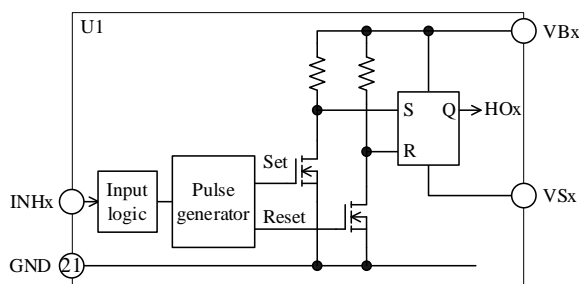 U1
VBx
S Q HOx
R
Set
Input
logic
Pulse
generator
INHx
VSx
Reset
GND 21